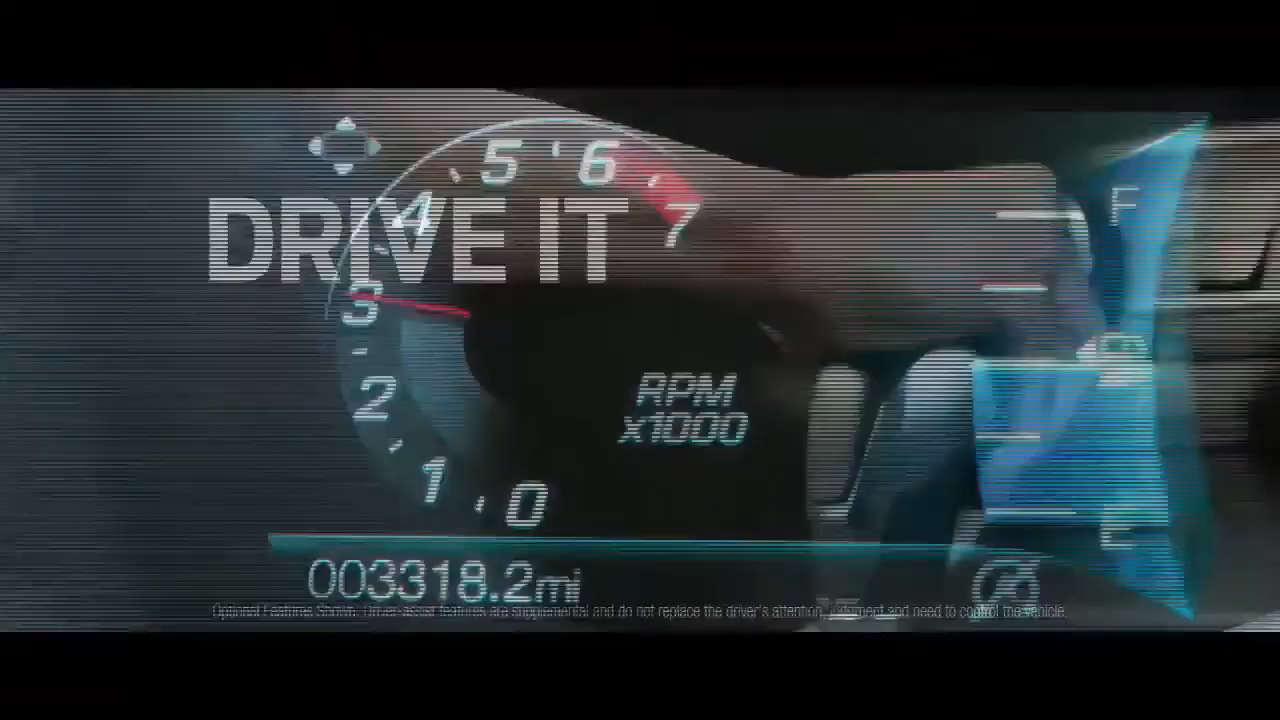 5 6
4 7
DRIVE IT
3
2
1
0
F
RPM
x1000
E
003318.2mi
Optional Features Shown. Driver-assist features are supplemental and do not replace the driver's attention, judgment and need to control the vehicle.